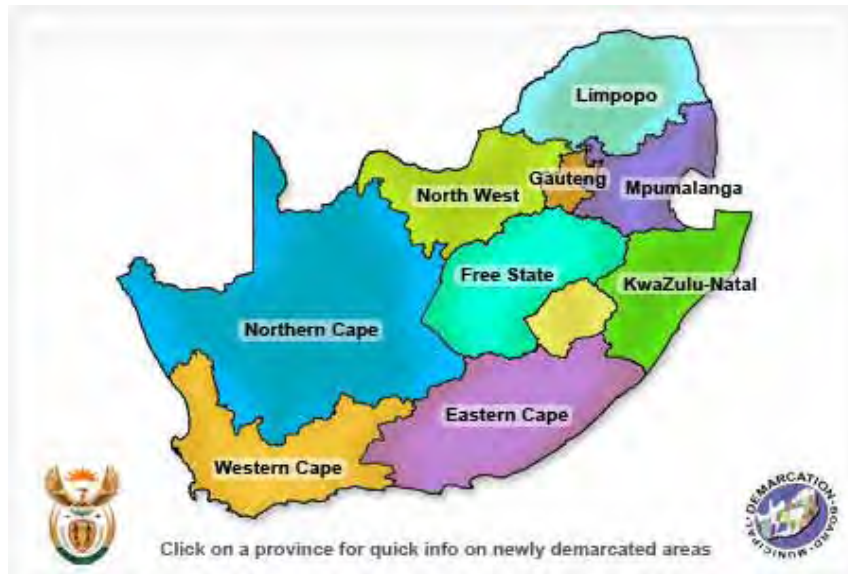 Limpopo
Gauteng
North West
Mpumalanga
Free State
KwaZulu-Natal
Northern Cape
Eastern Cape
Western Cape
MUNICIPAL DEMARCATION BOARD
Click on a province for quick info on newly demarcated areas